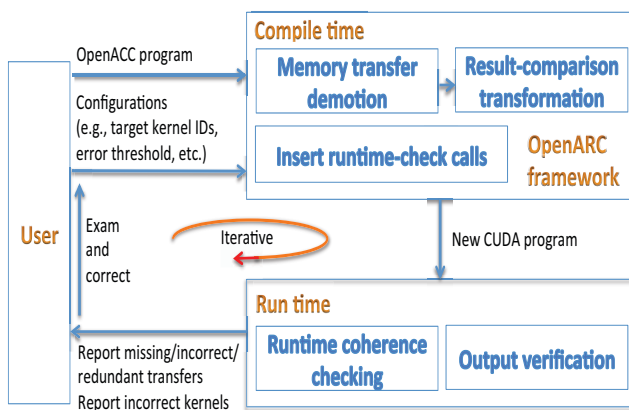 OpenACC program
Configurations
(e.g., target kernel IDs,
error threshold, etc.)
User
Exam
and
correct
Iterative
Compile time
Memory transfer
demotion
Result-comparison
transformation
Insert runtime-check calls
OpenARC
framework
New CUDA program
Run time
Runtime coherence
checking
Output verification
Report missing/incorrect/
redundant transfers
Report incorrect kernels